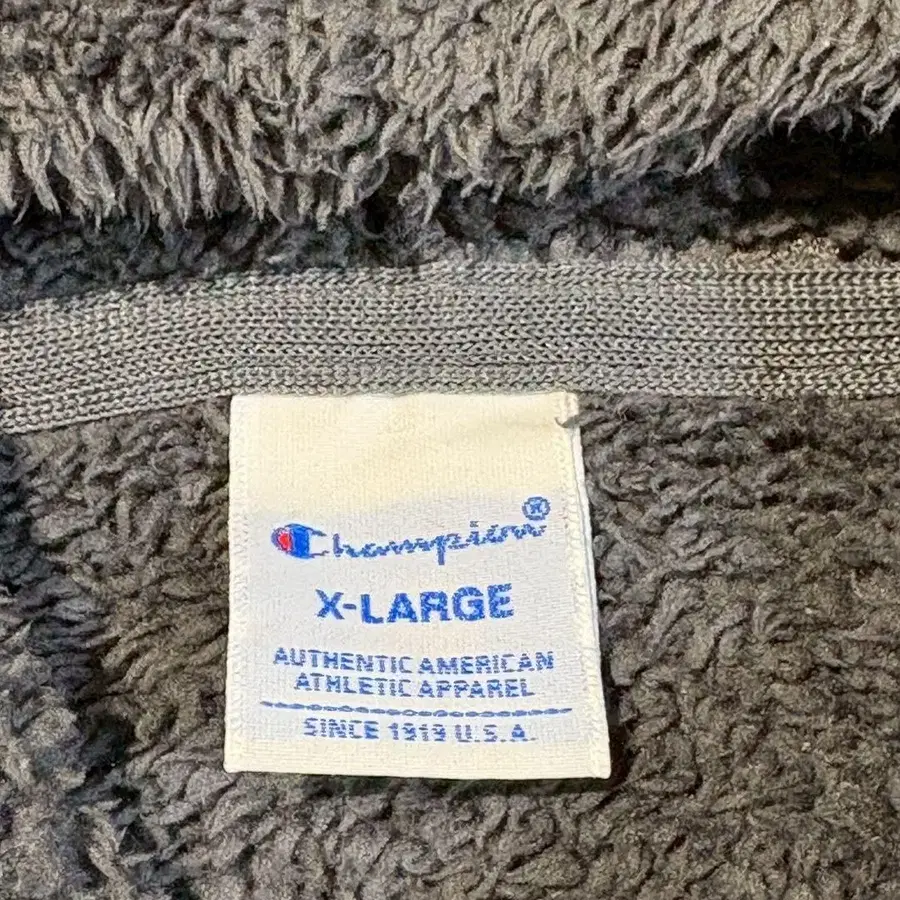 Champion®
X-LARGE
AUTHENTIC AMERICAN
ATHLETIC APPAREL
SINCE 1919 U.S.A.